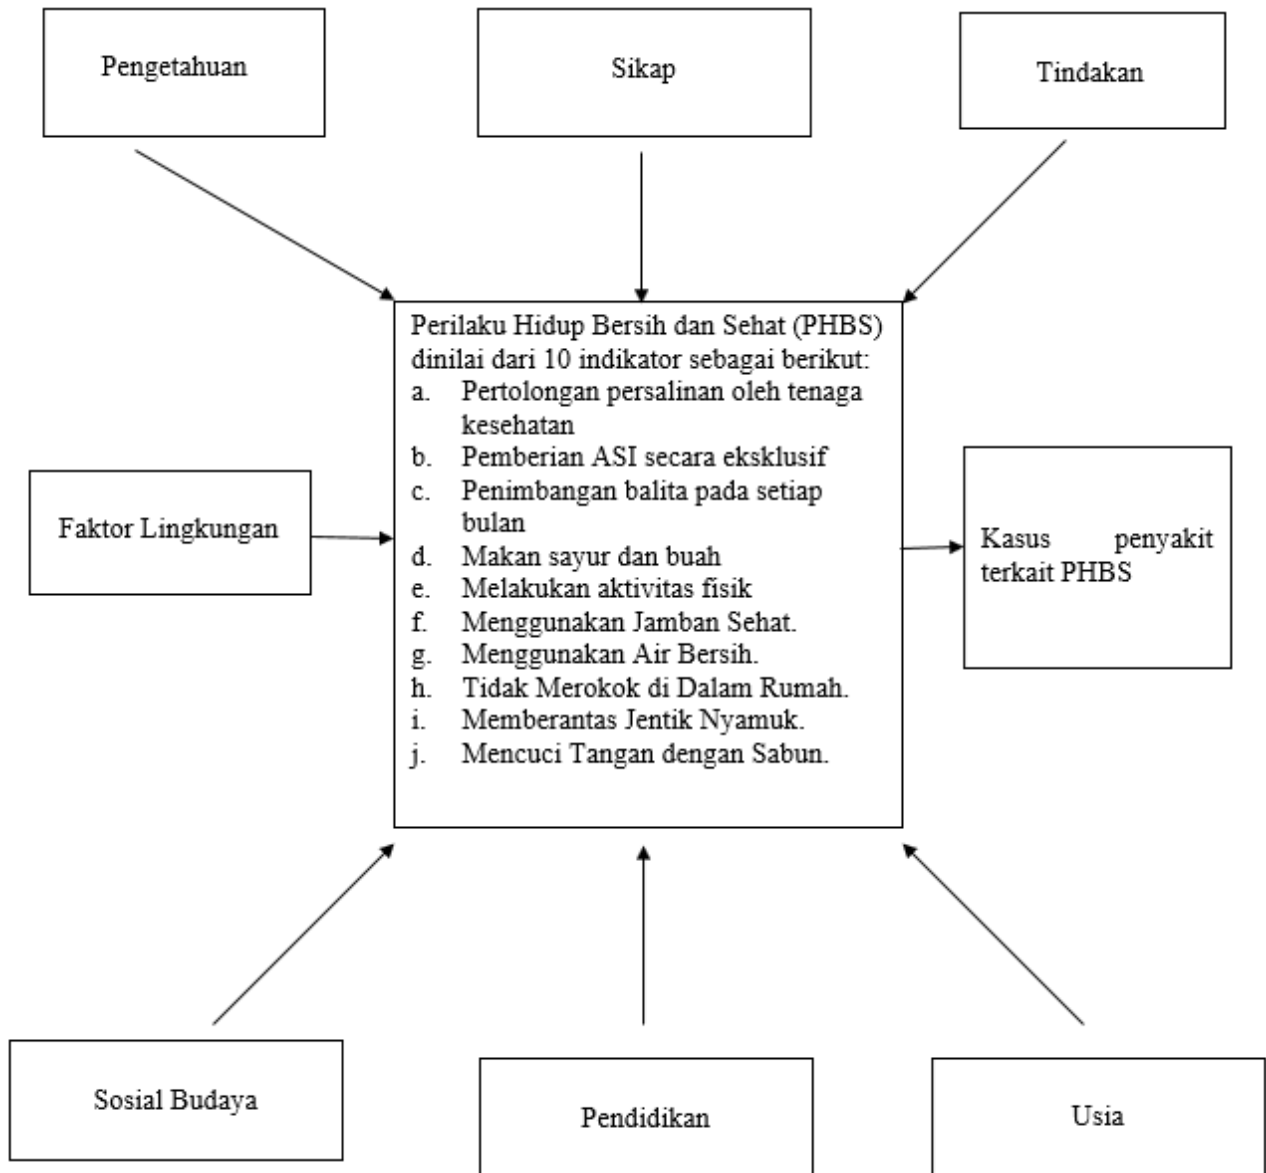 Pengetahuan
Sikap
Tindakan
Perilaku Hidup Bersih dan Sehat (PHBS)
dinilai dari 10 indikator sebagai berikut:
a. Pertolongan persalinan oleh tenaga
kesehatan
b. Pemberian ASI secara eksklusif
c. Penimbangan balita pada setiap
bulan
d. Makan sayur dan buah
e. Melakukan aktivitas fisik
f. Menggunakan Jamban Sehat.
g. Menggunakan Air Bersih.
h. Tidak Merokok di Dalam Rumah.
i. Memberantas Jentik Nyamuk.
j. Mencuci Tangan dengan Sabun.
Faktor Lingkungan
Kasus penyakit
terkait PHBS
Sosial Budaya
Pendidikan
Usia